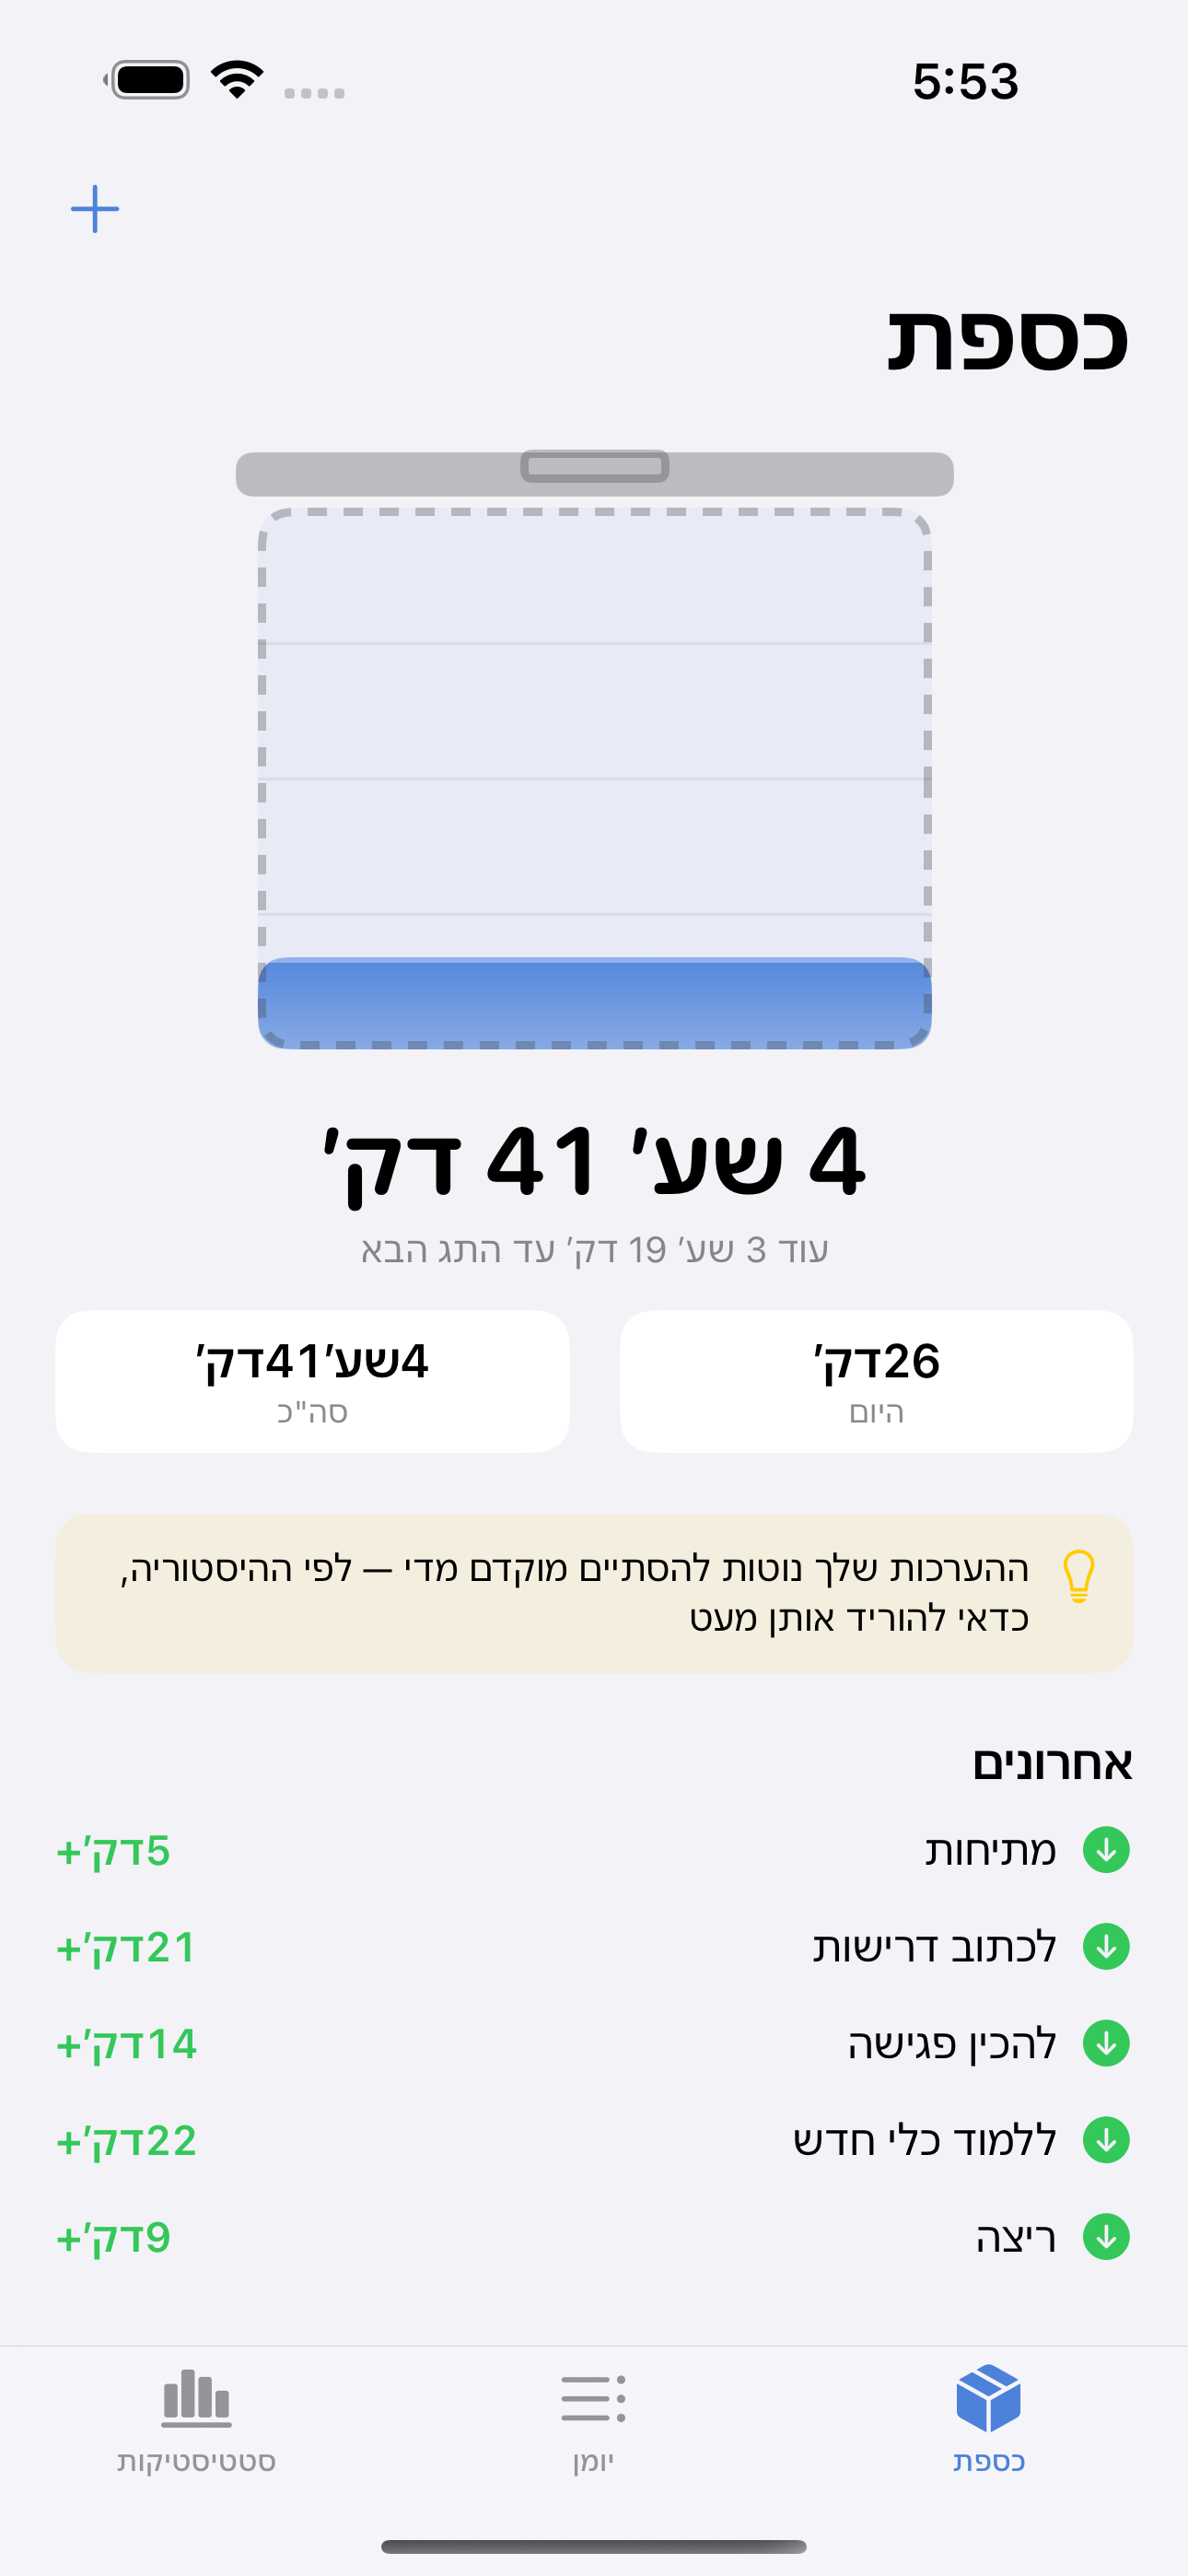 5:53
כספת
4 שע׳ 41 דק׳
עוד 3 שע׳ 19 דק׳ עד התג הבא
26דק׳
היום
4שע׳41דק׳
סה"כ
ההערכות שלך נוטות להסתיים מוקדם מדי — לפי ההיסטוריה,
כדאי להוריד אותן מעט
אחרונים
מתיחות
5דק׳+
לכתוב דרישות
21דק׳+
להכין פגישה
14דק׳+
ללמוד כלי חדש
22דק׳+
ריצה
9דק׳+
כספת
יומן
סטטיסטיקות